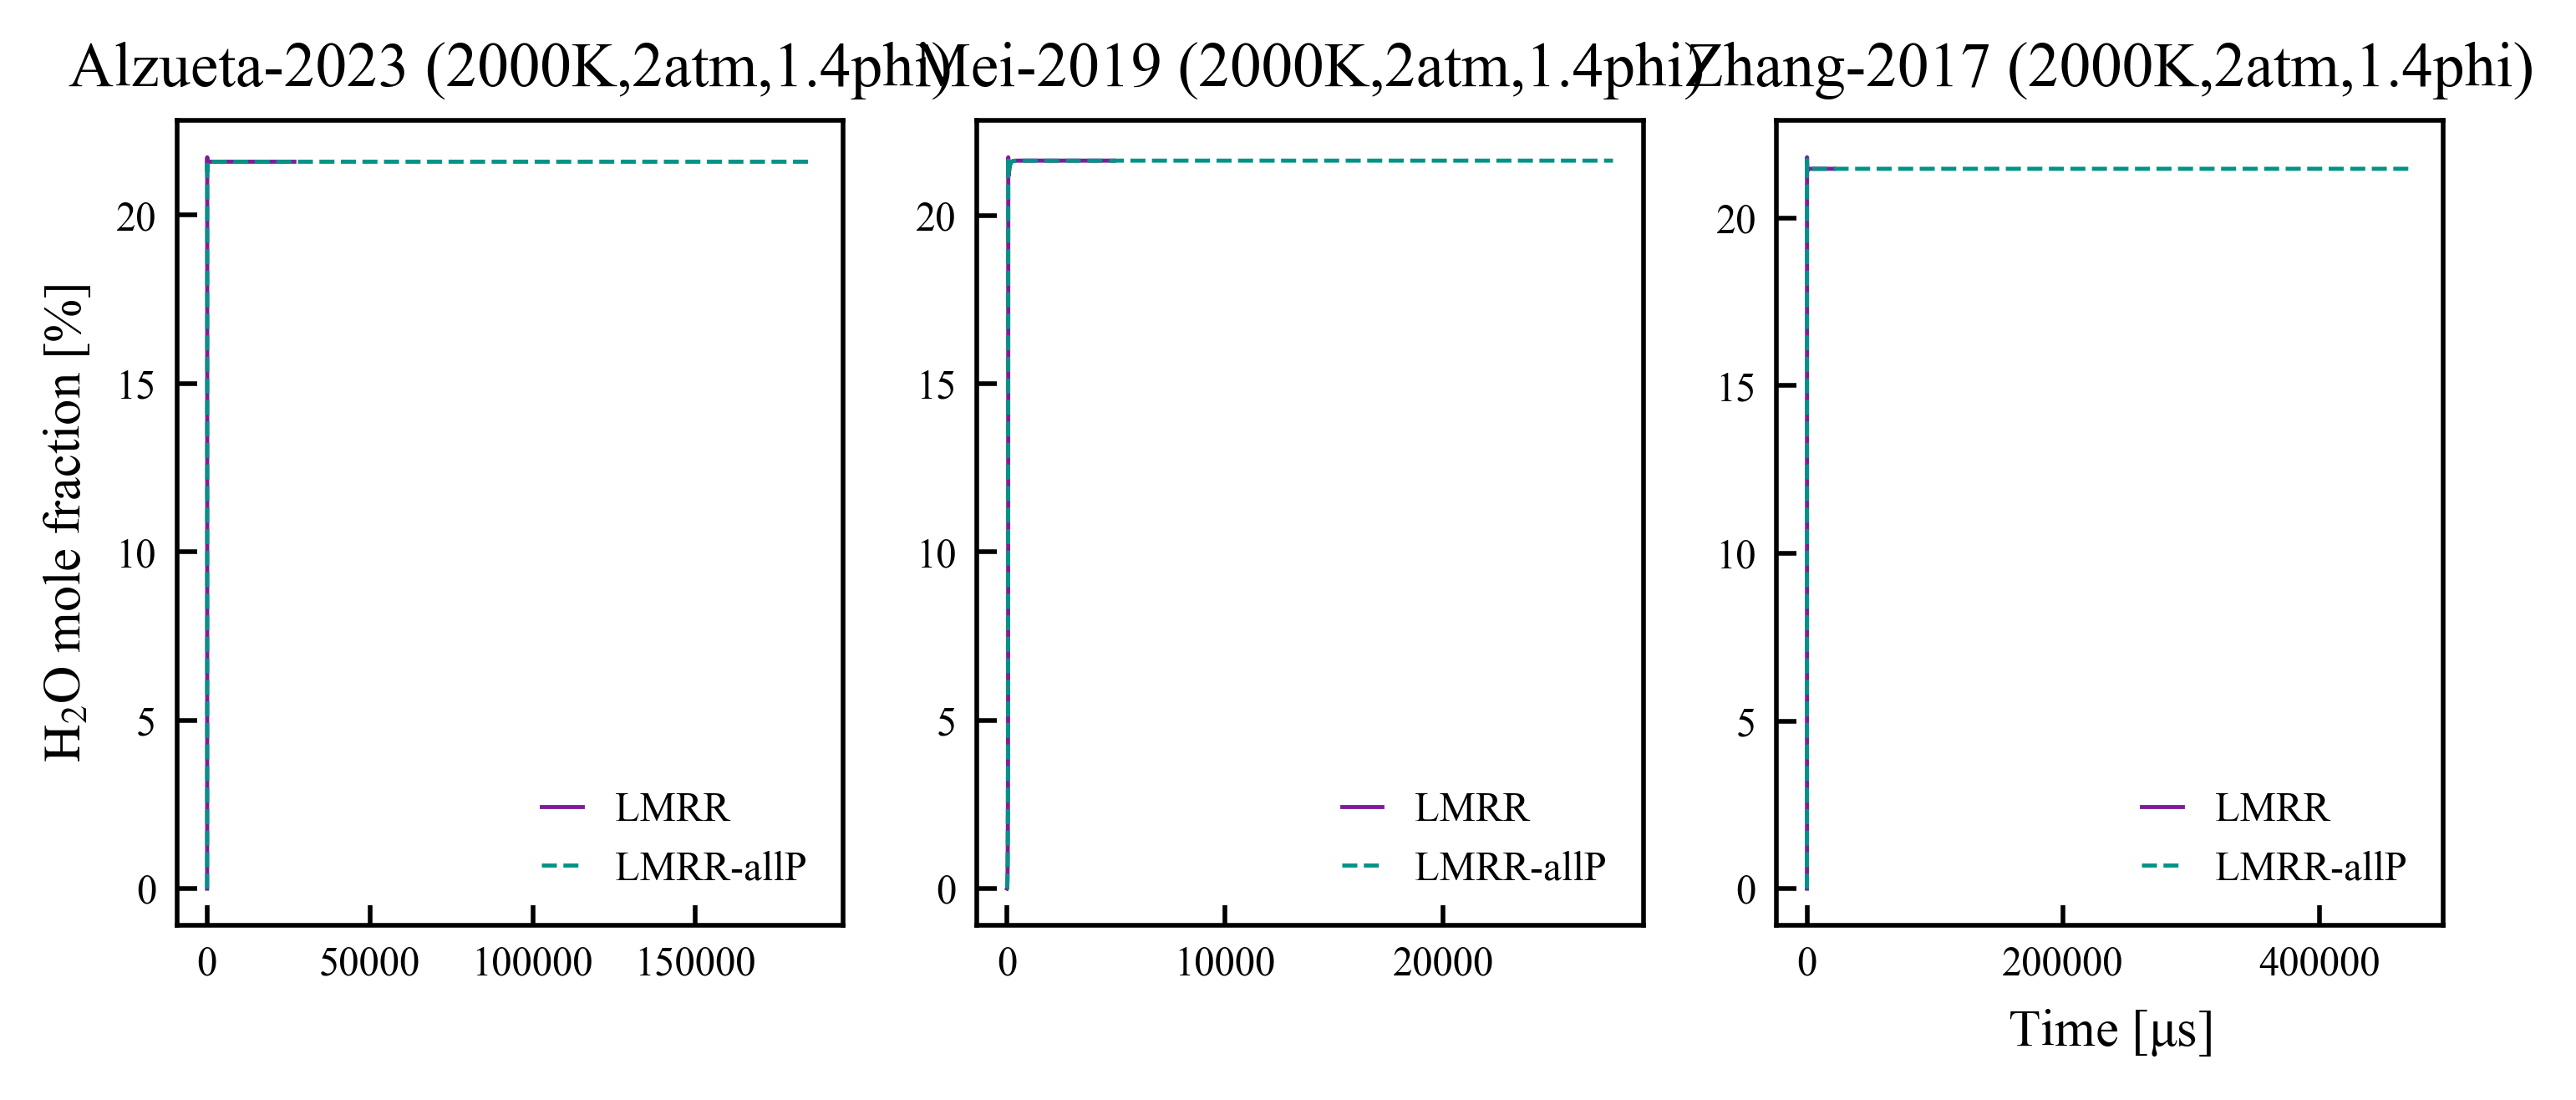 Alzueta-2023 (2000K,2atm,1.4phi)
Mei-2019 (2000K,2atm,1.4phi)
Zhang-2017 (2000K,2atm,1.4phi)
H₂O mole fraction [%]
20
15
10
5
0
LMRR
LMRR-allP
0 50000 100000 150000
20
15
10
5
0
LMRR
LMRR-allP
0 10000 20000
20
15
10
5
0
LMRR
LMRR-allP
0 200000 400000
Time [μs]